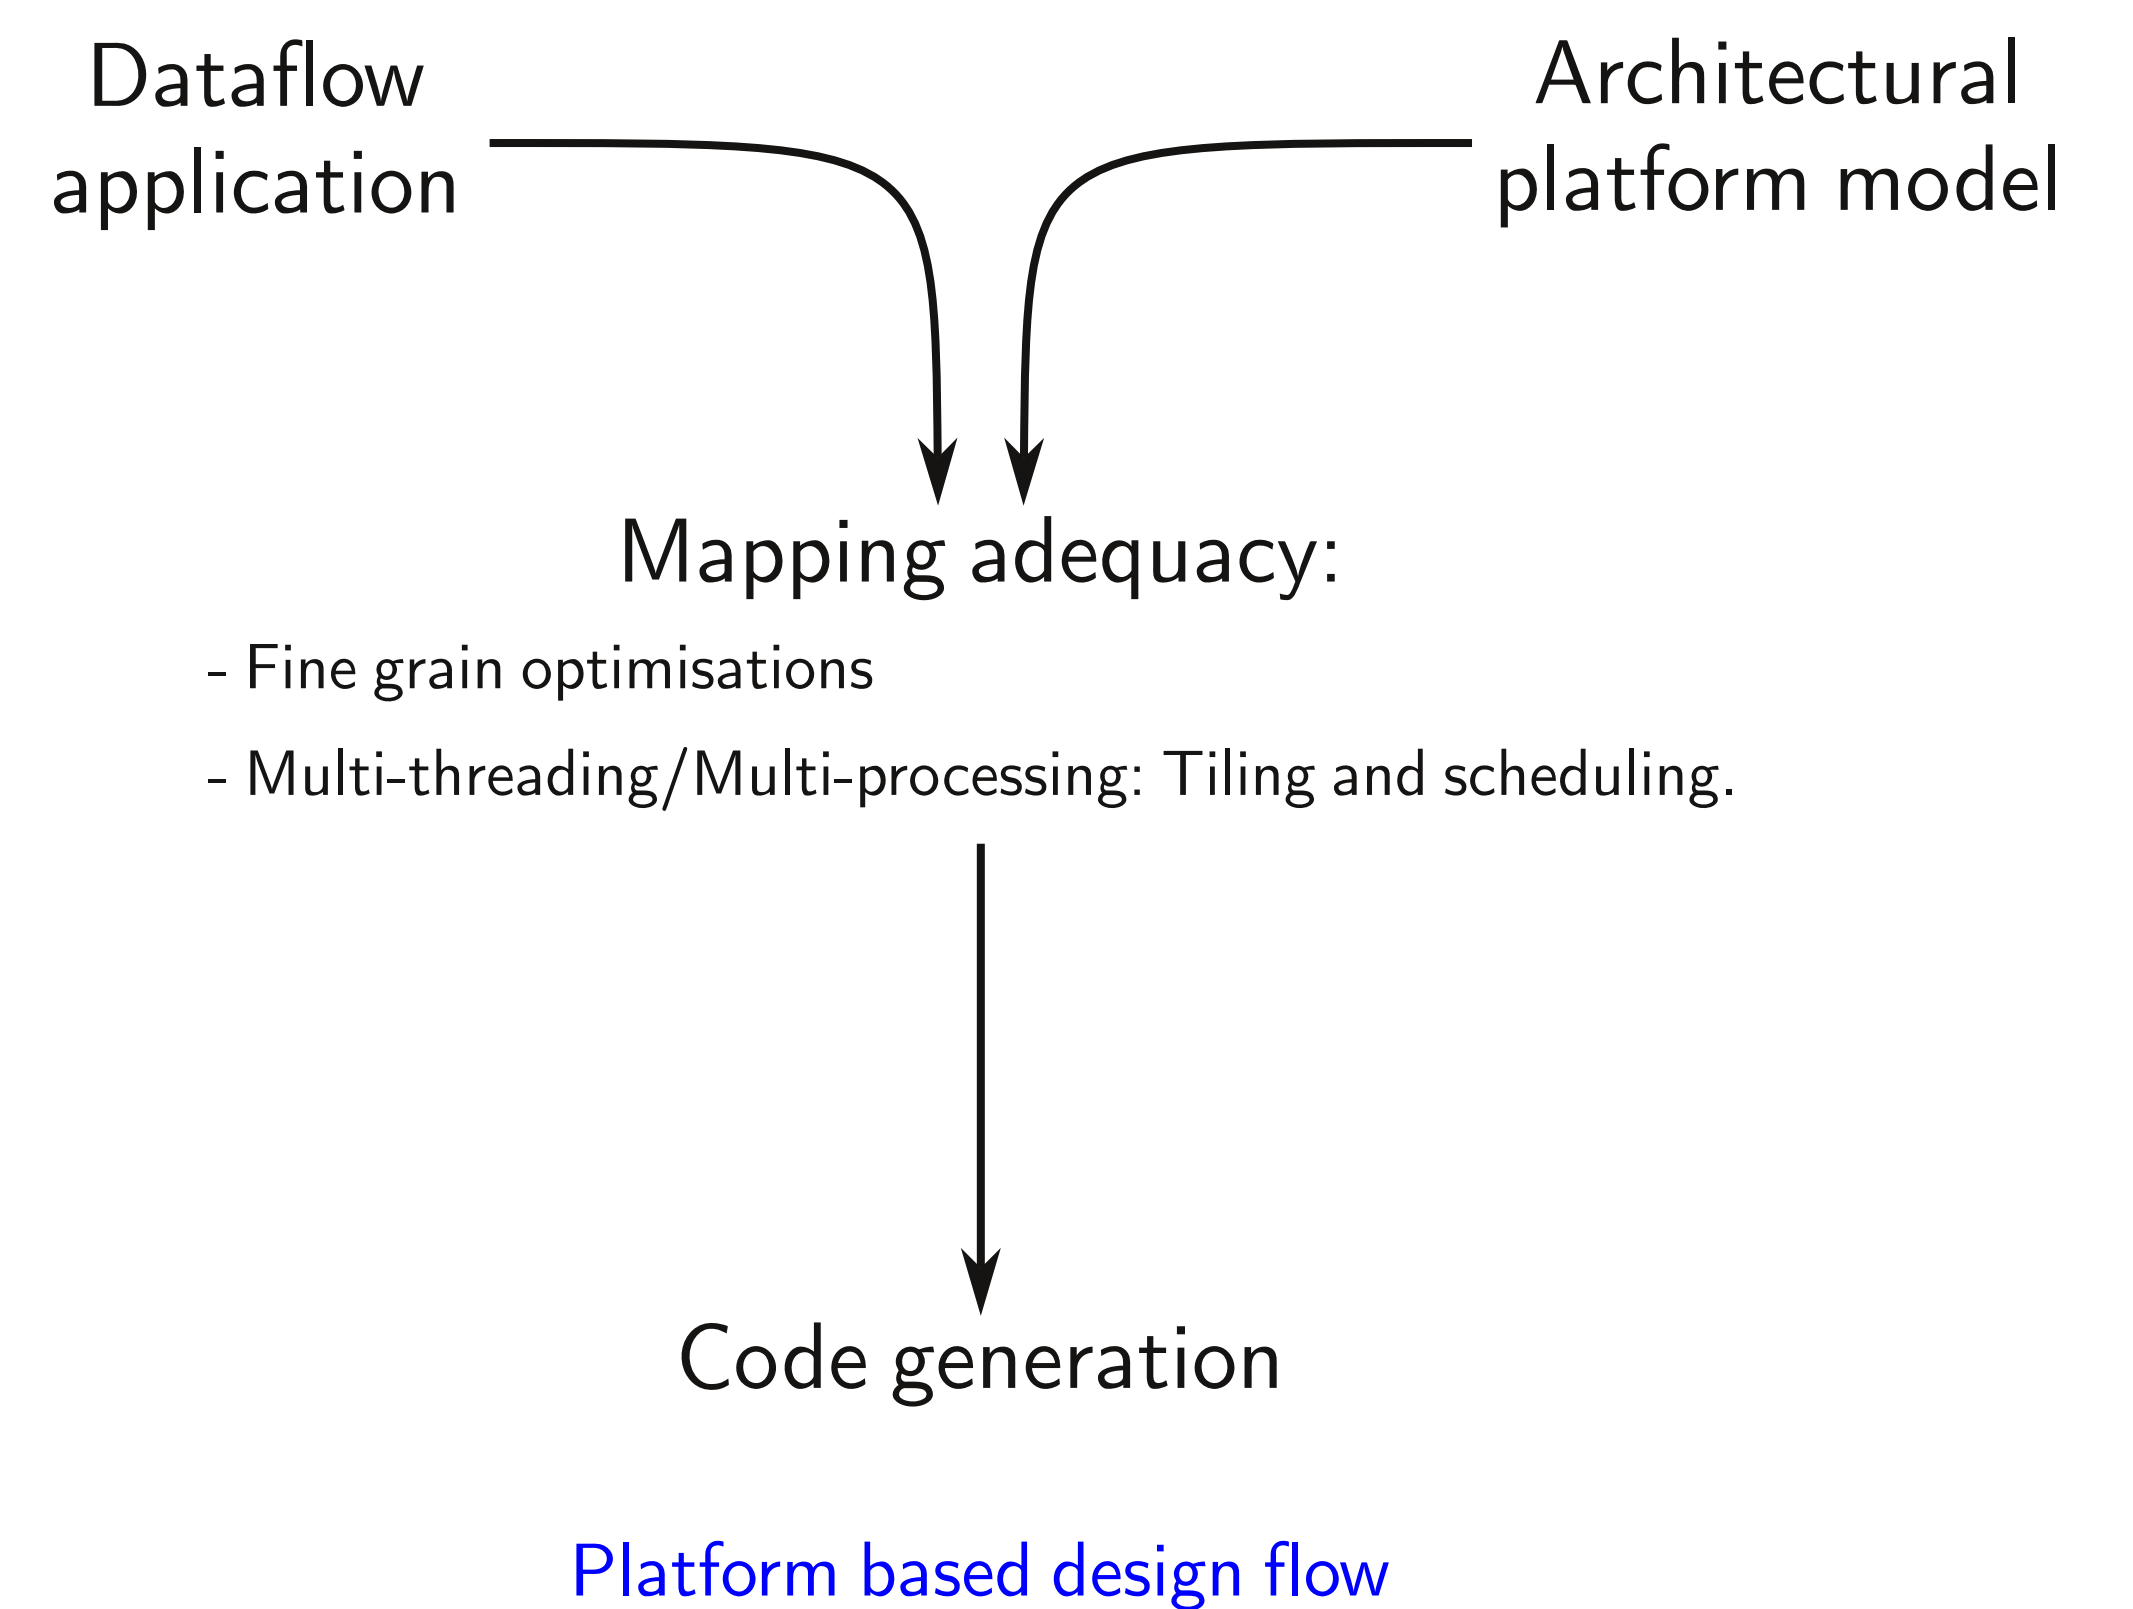 Dataflow
application
Architectural
platform model
Mapping adequacy:
- Fine grain optimisations
- Multi-threading/Multi-processing: Tiling and scheduling.
Code generation
Platform based design flow